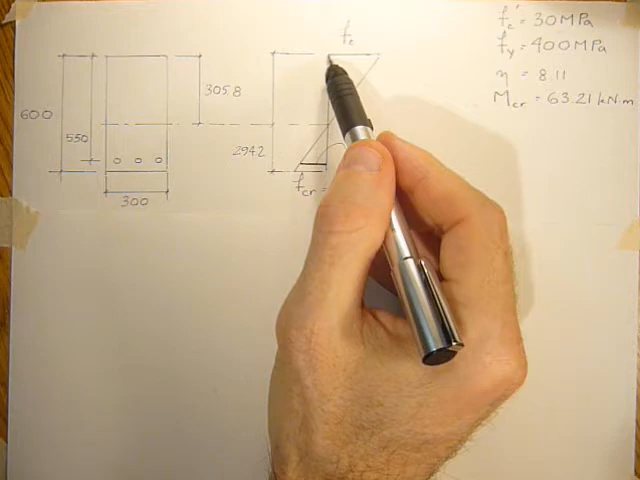 f'c = 30 MPa
fc
fy = 400 MPa
η = 8.11
305.8
Mcr = 63.21 kN·m
600
550
294.2
fcr =
300